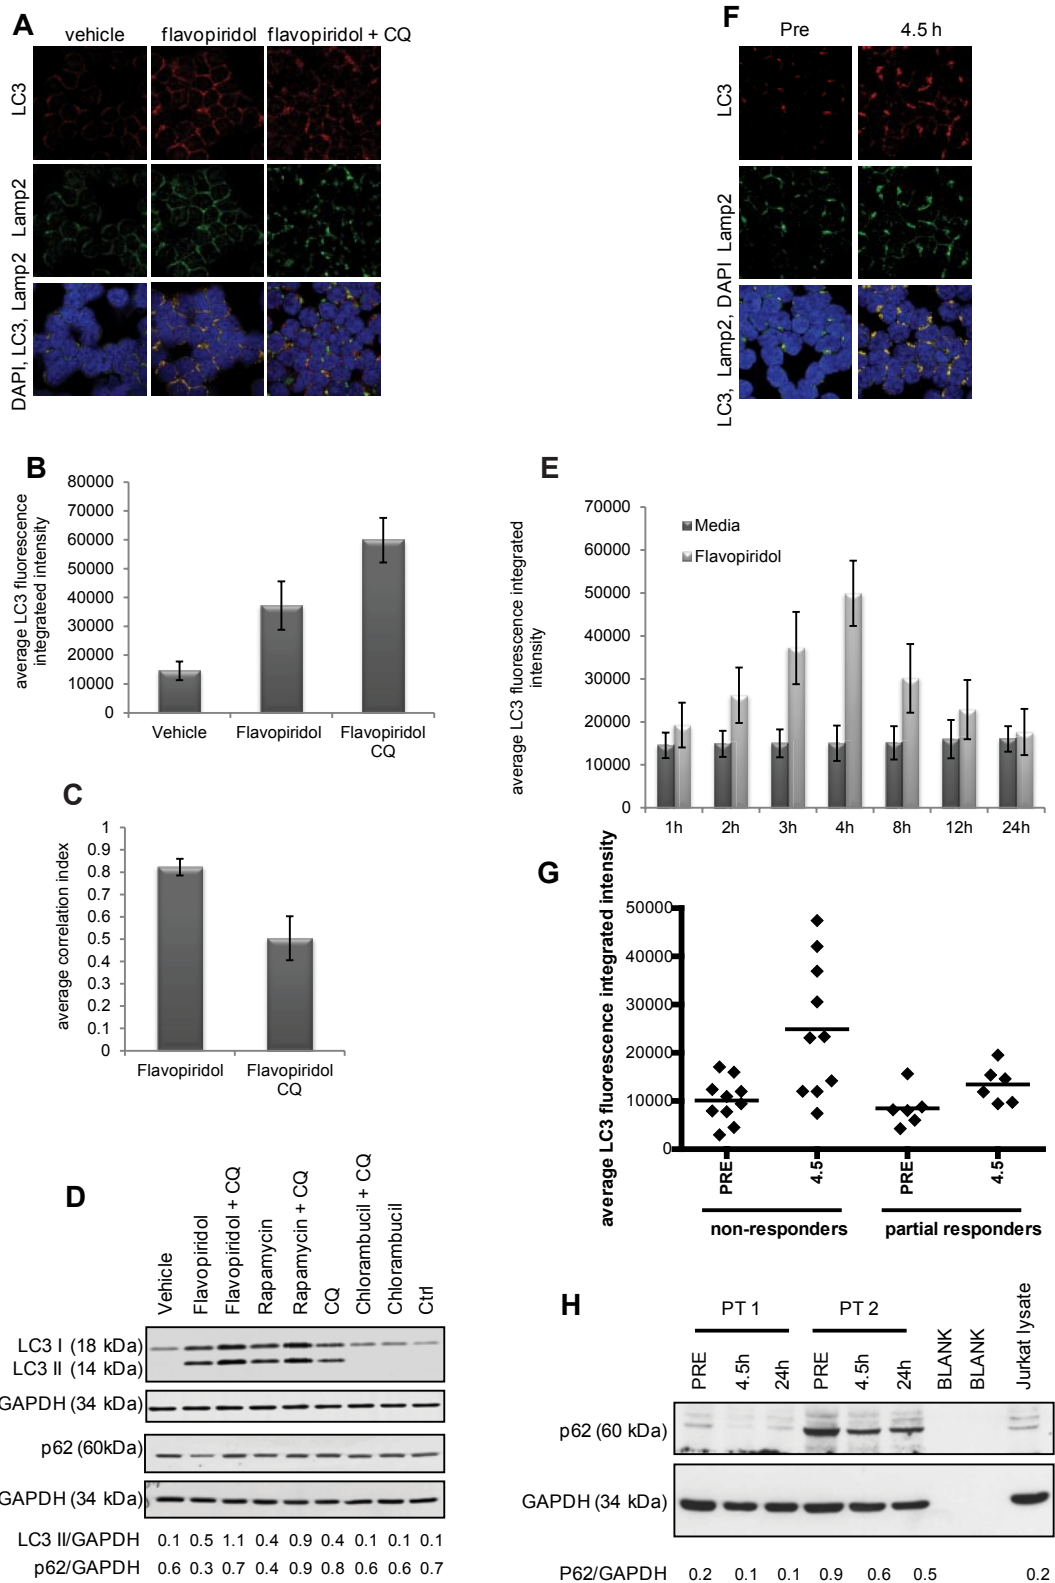 A
vehicle
flavopiridol
flavopiridol + CQ
LC3
Lamp2
DAPI, LC3, Lamp2
B
average LC3 fluorescence
integrateed intensity
80000
70000
60000
50000
40000
30000
20000
10000
0
Vehicle
Flavopiridol
Flavopiridol
CQ
C
average correlation index
1
0.9
0.8
0.7
0.6
0.5
0.4
0.3
0.2
0.1
0
Flavopiridol
Flavopiridol
CQ
D
Vehicle
Flavopiridol
Flavopiridol + CQ
Rapamycin
Rapamycin + CQ
CQ
Chlorambucil + CQ
Chlorambucil
Ctrl
LC3 I (18 kDa)
LC3 II (14 kDa)
GAPDH (34 kDa)
p62 (60kDa)
GAPDH (34 kDa)
LC3 II/GAPDH 0.1 0.5 1.1 0.4 0.9 0.4 0.1 0.1 0.1
p62/GAPDH 0.6 0.3 0.7 0.4 0.9 0.8 0.6 0.6 0.7
F
Pre
4.5 h
LC3
Lamp2
LC3, Lamp2, DAPI
E
average LC3 fluorescence integrated
intensity
70000
60000
50000
40000
30000
20000
10000
0
Media
Flavopiridol
1h 2h 3h 4h 8h 12h 24h
G
average LC3 fluorescence integrated intensity
50000
40000
30000
20000
10000
0
PRE
4.5
PRE
4.5
non-responders
partial responders
H
PT 1
PT 2
PRE
4.5h
24h
PRE
4.5h
24h
BLANK
BLANK
Jurkat lysate
p62 (60 kDa)
GAPDH (34 kDa)
P62/GAPDH 0.2 0.1 0.1 0.9 0.6 0.5 0.2